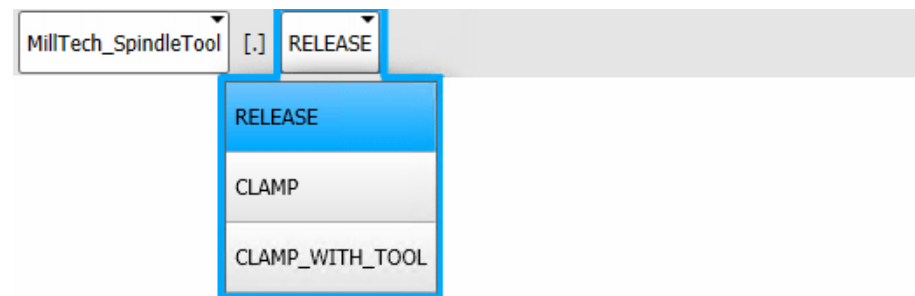 MillTech_SpindleTool [.] RELEASE
RELEASE
CLAMP
CLAMP_WITH_TOOL